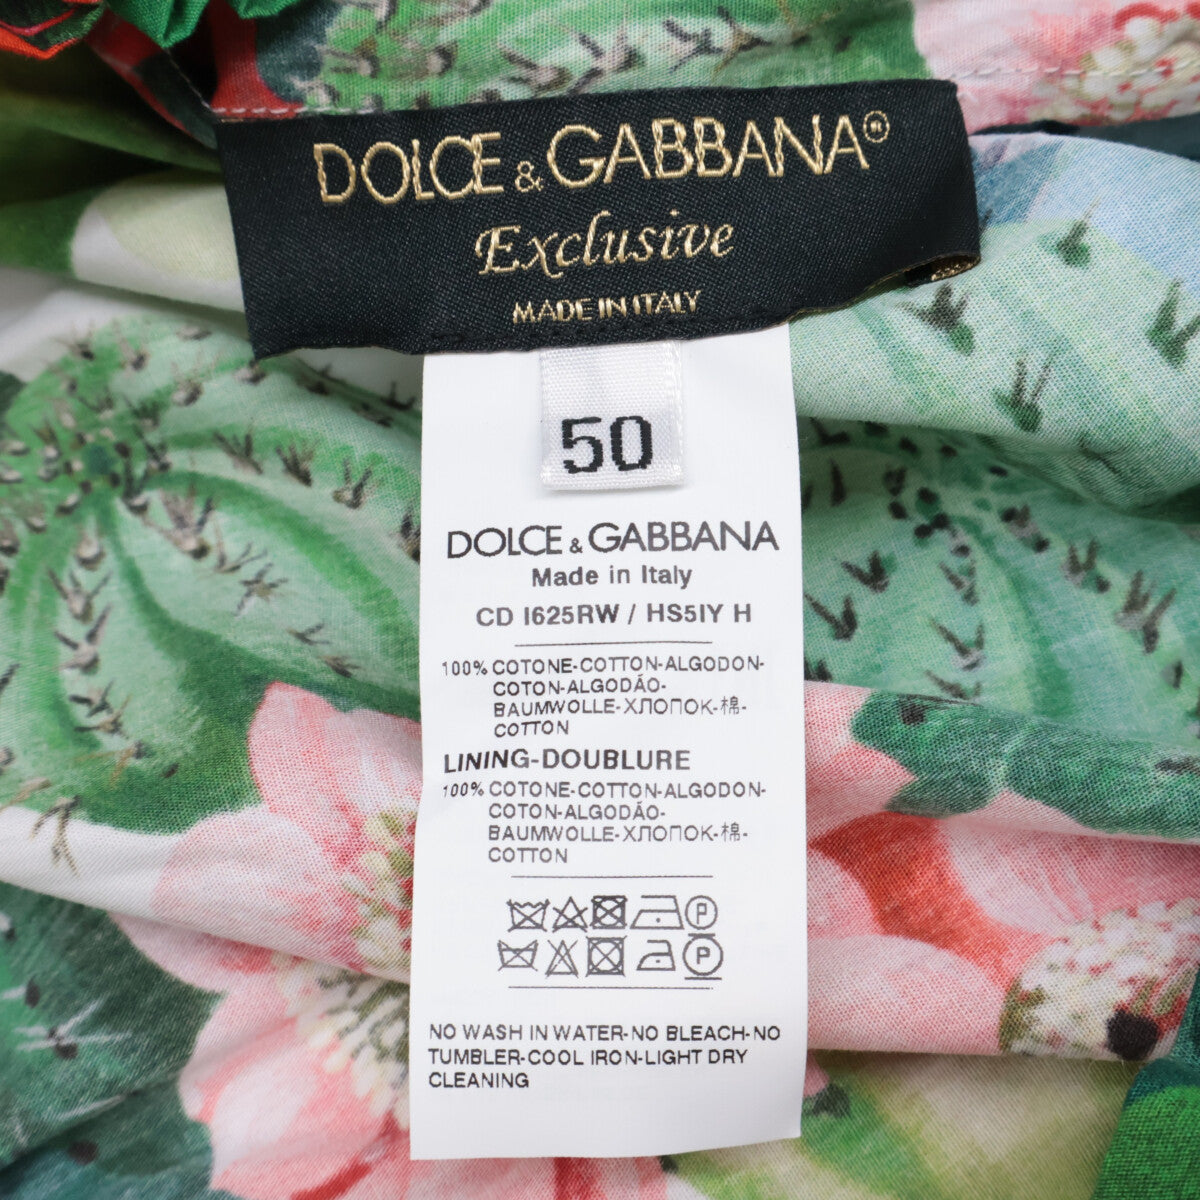 DOLCE & GABBANA®
Exclusive
MADE IN ITALY
50
DOLCE & GABBANA
Made in Italy
CD I625RW / HS5IY H
100% COTONE-COTTON-ALGODON-
COTON-ALGODÃO-
BAUMWOLLE-ХЛОПОК-棉-
COTTON
LINING-DOUBLURE
100% COTONE-COTTON-ALGODON-
COTON-ALGODÃO-
BAUMWOLLE-ХЛОПОК-棉-
COTTON
P
P
NO WASH IN WATER-NO BLEACH-NO
TUMBLER-COOL IRON-LIGHT DRY
CLEANING